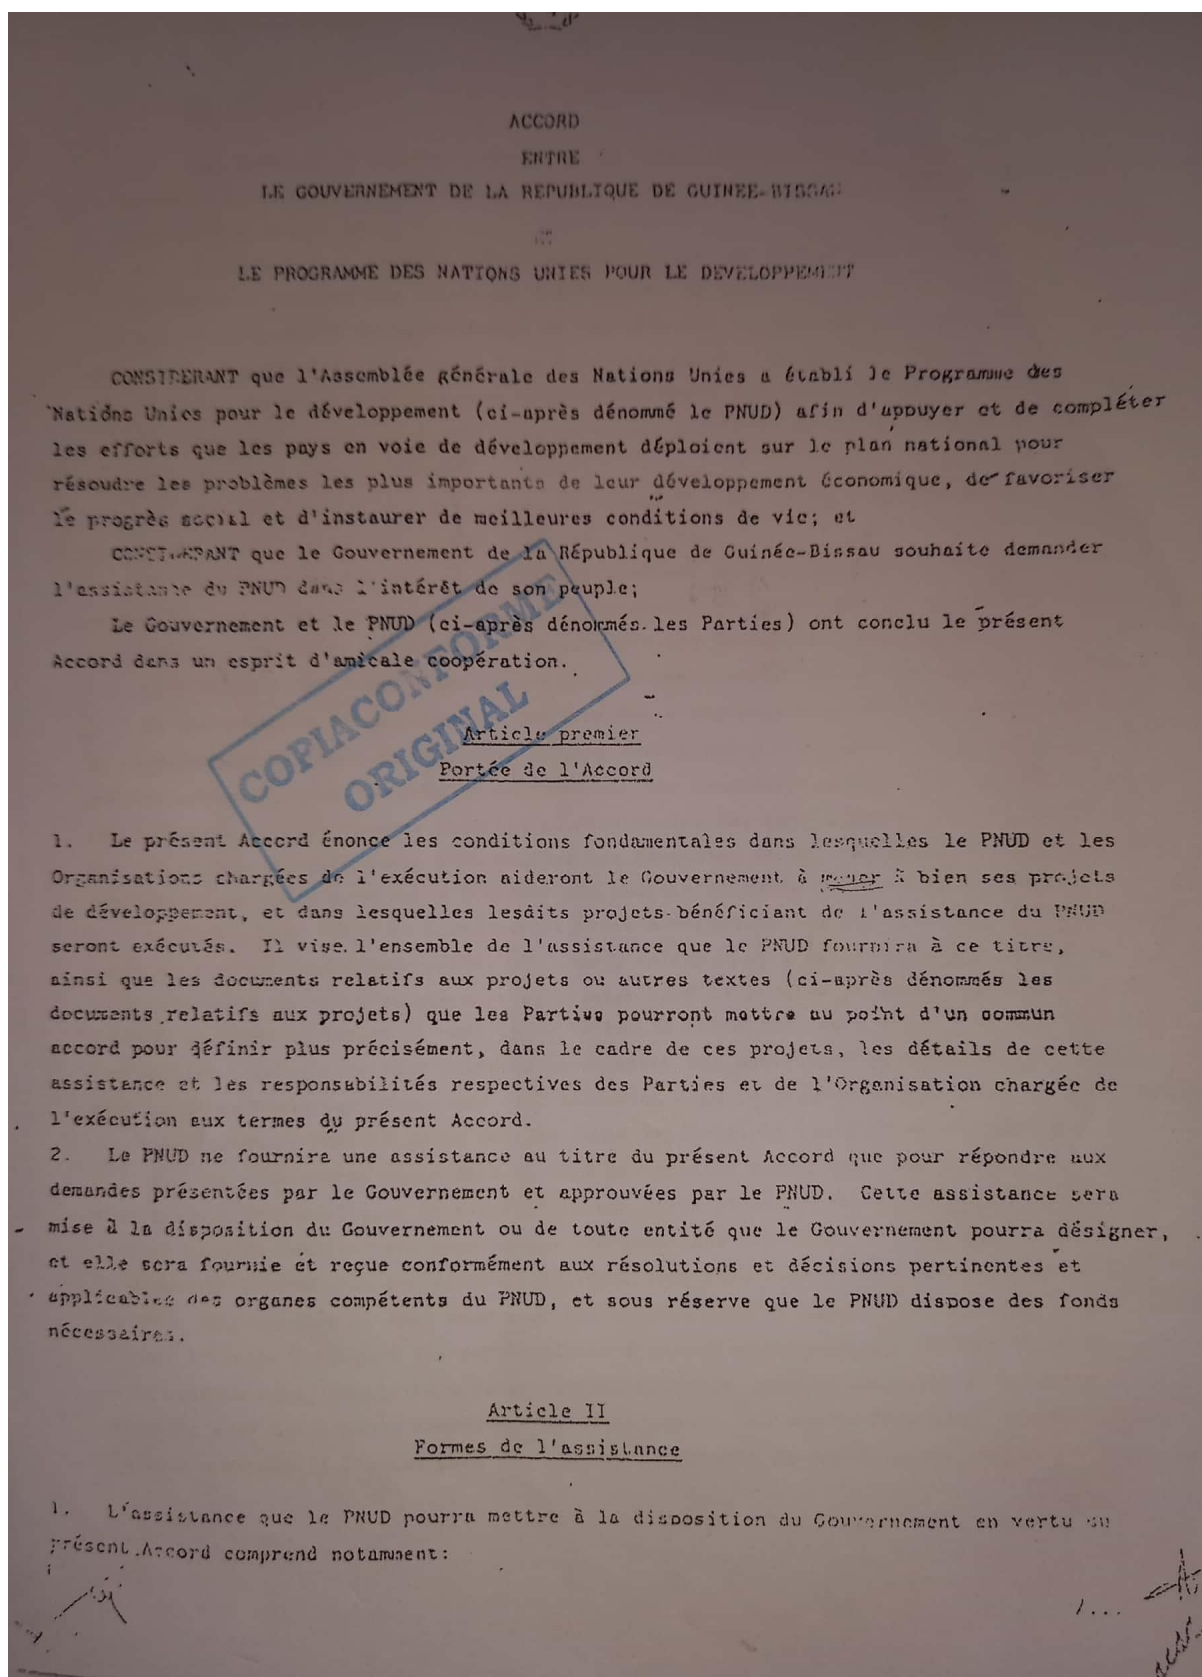 ACCORD
ENTRE
LE GOUVERNEMENT DE LA REPUBLIQUE DE GUINEE-BISSAU
LE PROGRAMME DES NATIONS UNIES POUR LE DEVELOPPEMENT
CONSIDERANT que l'Assemblée générale des Nations Unies a établi le Programme des
Nations Unies pour le développement (ci-après dénommé le PNUD) afin d'appuyer et de compléter
les efforts que les pays en voie de développement déploient sur le plan national pour
résoudre les problèmes les plus importants de leur développement économique, de favoriser
le progrès social et d'instaurer de meilleures conditions de vie; et
CONSIDERANT que le Gouvernement de la République de Guinée-Bissau souhaite demander
l'assistance du PNUD dans l'intérêt de son peuple;
Le Gouvernement et le PNUD (ci-après dénommés les Parties) ont conclu le présent
Accord dans un esprit d'amicale coopération.
COPIACONFORME
ORIGINAL
Article premier
Portée de l'Accord
1. Le présent Accord énonce les conditions fondamentales dans lesquelles le PNUD et les
Organisations chargées de l'exécution aideront le Gouvernement à mener à bien ses projets
de développement, et dans lesquelles lesdits projets bénéficiant de l'assistance du PNUD
seront exécutés. Il vise l'ensemble de l'assistance que le PNUD fournira à ce titre,
ainsi que les documents relatifs aux projets ou autres textes (ci-après dénommés les
documents relatifs aux projets) que les Parties pourront mettre au point d'un commun
accord pour définir plus précisément, dans le cadre de ces projets, les détails de cette
assistance et les responsabilités respectives des Parties et de l'Organisation chargée de
l'exécution aux termes du présent Accord.
2. Le PNUD ne fournira une assistance au titre du présent Accord que pour répondre aux
demandes présentées par le Gouvernement et approuvées par le PNUD. Cette assistance sera
mise à la disposition du Gouvernement ou de toute entité que le Gouvernement pourra désigner,
et elle sera fournie et reçue conformément aux résolutions et décisions pertinentes et
applicables des organes compétents du PNUD, et sous réserve que le PNUD dispose des fonds
nécessaires.
Article II
Formes de l'assistance
1. L'assistance que le PNUD pourra mettre à la disposition du Gouvernement en vertu du
présent Accord comprend notamment:
/...